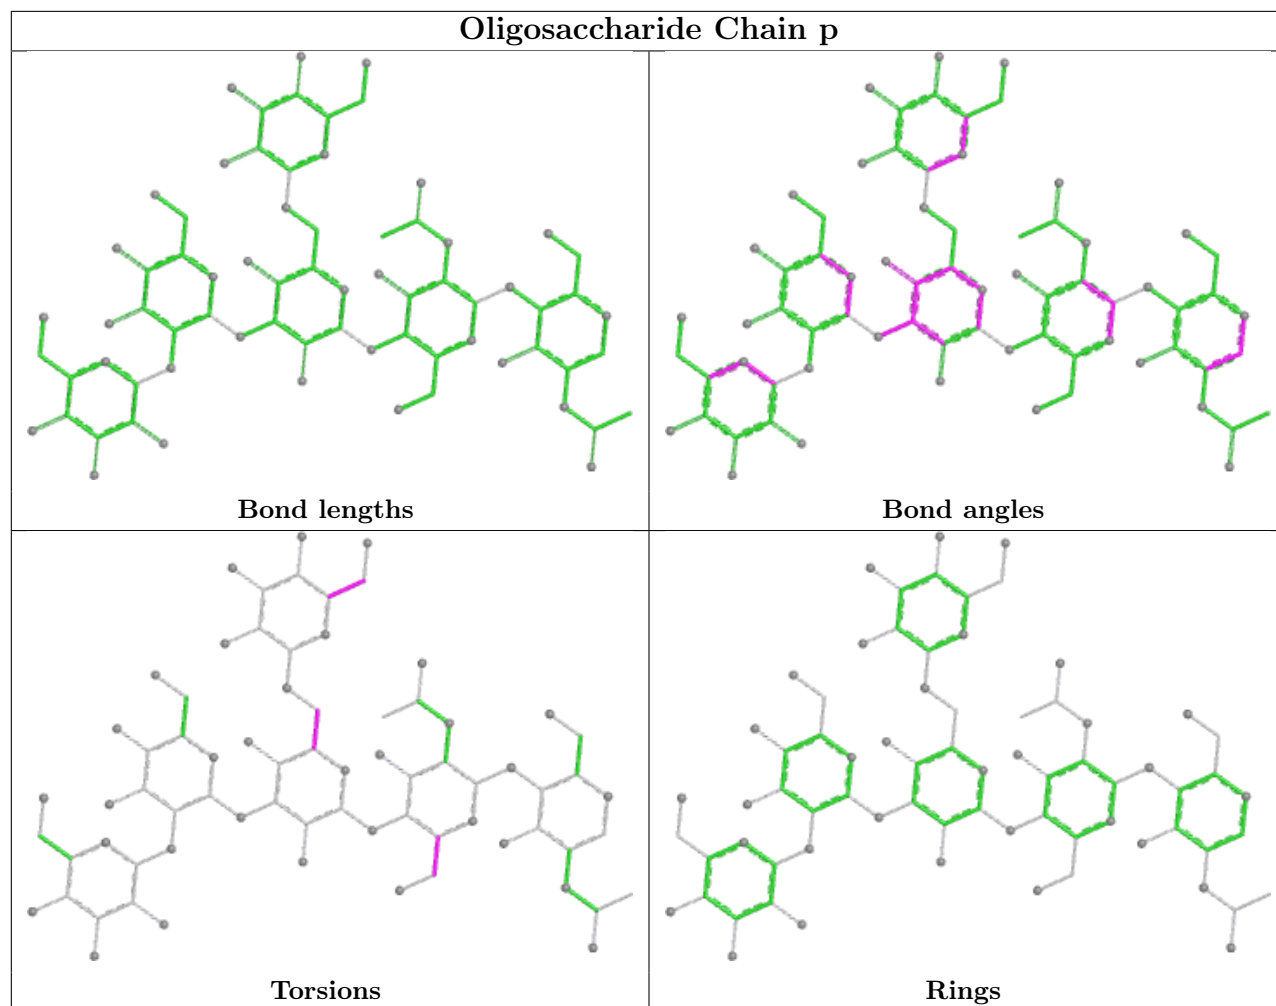 Oligosaccharide Chain p
Bond lengths
Bond angles
Torsions
Rings